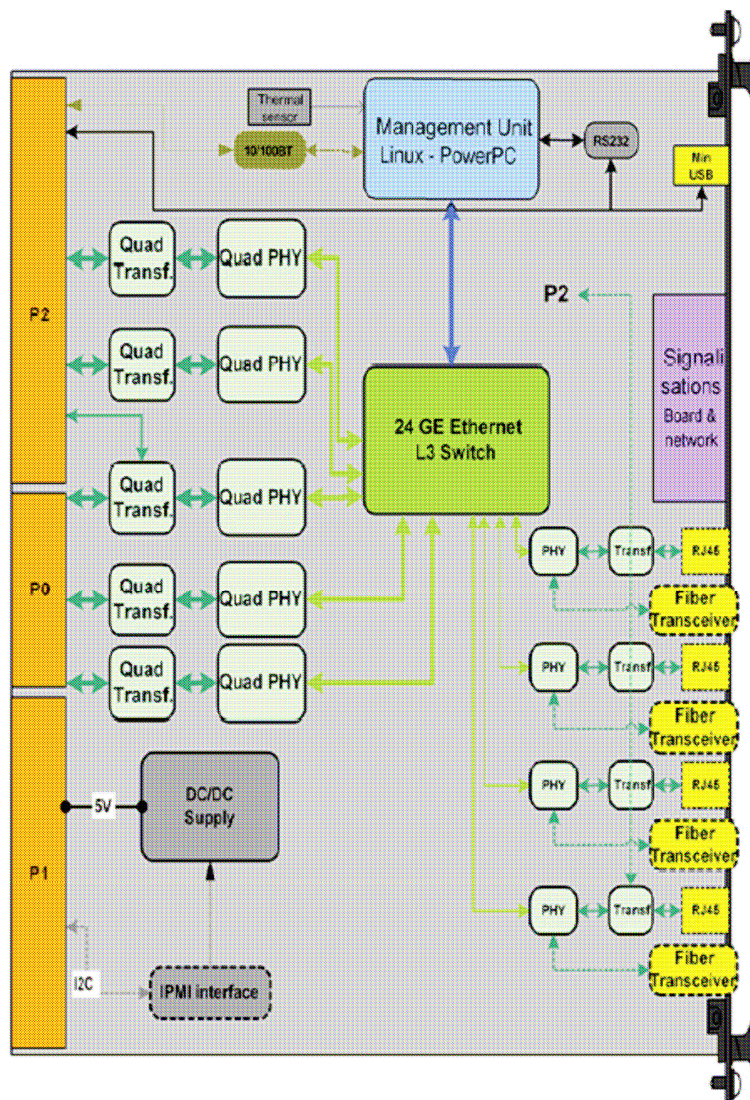 Thermal
sensor
Management Unit
Linux - PowerPC
10/100BT
RS232
Min
USB
Quad
Transf.
Quad PHY
P2
P2
Quad
Transf.
Quad PHY
Signali
sations
Board &
network
24 GE Ethernet
L3 Switch
Quad
Transf.
Quad PHY
PHY
Transf
RJ45
P0
Quad
Transf.
Quad PHY
Fiber
Transceiver
Quad
Transf.
Quad PHY
PHY
Transf
RJ45
Fiber
Transceiver
DC/DC
Supply
5V
PHY
Transf
RJ45
Fiber
Transceiver
P1
PHY
Transf
RJ45
Fiber
Transceiver
I2C
IPMI interface